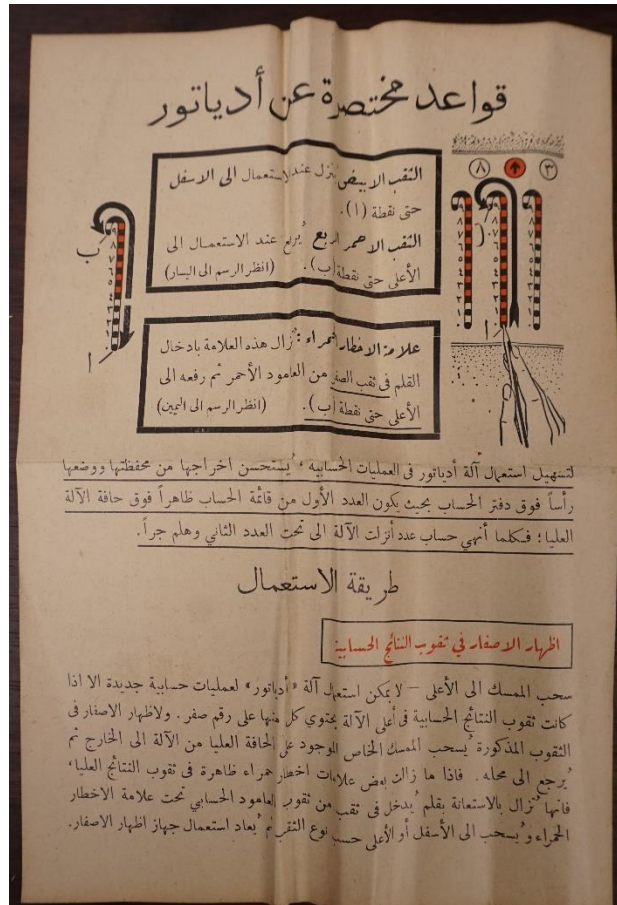 قواعد مختصرة عن أدياتور
الثقب الابيض ينزل عند الاستعمال الى الاسفل
حتى نقطة (١).
الثقب الاحمر المربع يُرفع عند الاستعمال الى
الأعلى حتى نقطة (ب). (انظر الرسم الى اليسار)
٨ ٣
ب
ا
ب
ا
علامة الاخطار الحمراء : تُزال هذه العلامة بادخال
القلم في ثقب الصفر من العامود الأحمر ثم رفعه الى
الأعلى حتى نقطة (ب). (انظر الرسم الى اليمين)
لتسهيل استعمال آلة أدياتور في العمليات الحسابيه ، يُستحسن اخراجها من محفظتها ووضعها
رأساً فوق دفتر الحساب بحيث يكون العدد الأول من قائمة الحساب ظاهراً فوق حافة الآلة
العليا ؛ فكلما أنهي حساب عدد أنزلت الآلة الى تحت العدد الثاني وهلم جراً.
طريقة الاستعمال
اظهار الاصفار في ثقوب النتائج الحسابية
سحب الممسك الى الأعلى – لا يمكن استعمال آلة «أدياتور» لعمليات حسابية جديدة الا اذا
كانت ثقوب النتائج الحسابية في أعلى الآلة يحتوي كل منها على رقم صفر. ولاظهار الاصفار في
الثقوب المذكورة يُسحب الممسك الخاص الموجود على الحافة العليا من الآلة الى الخارج ثم
يُرجع الى محله. فاذا ما زالت بعض علامات اخطار حمراء ظاهرة في ثقوب النتائج العليا،
فانها تُزال بالاستعانة بقلم يُدخل في ثقب من ثقوب العامود الحسابي تحت علامة الاخطار
الحمراء و يُسحب الى الأسفل أو الأعلى حسب نوع الثقب ثم يُعاد استعمال جهاز اظهار الاصفار.